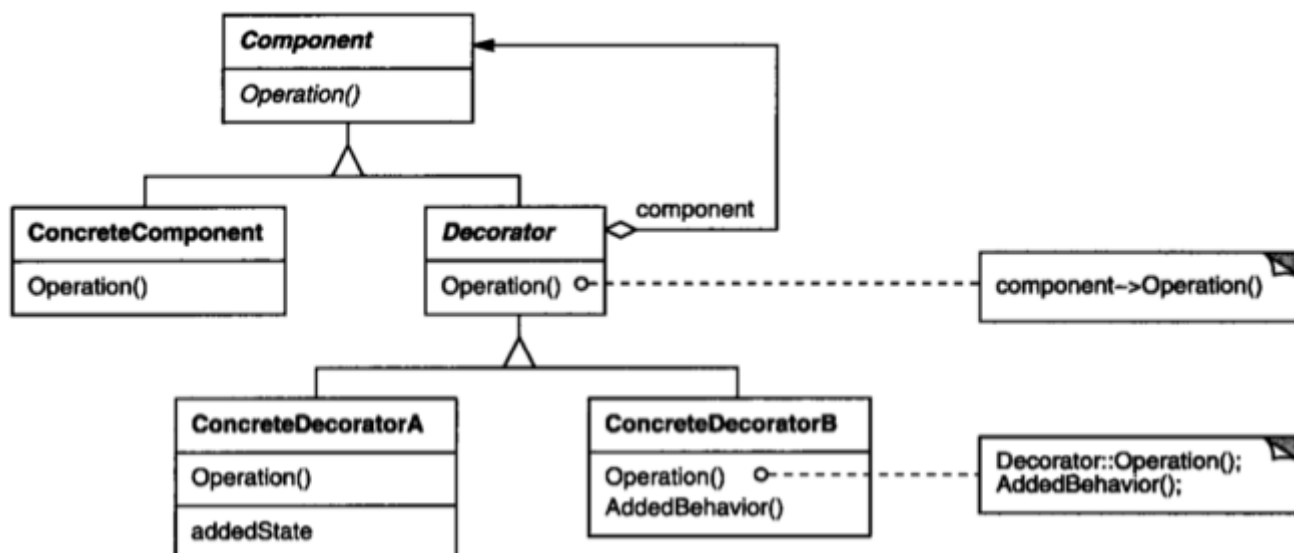 Component
Operation()
ConcreteComponent
Operation()
Decorator
Operation()
component
component->Operation()
ConcreteDecoratorA
Operation()
addedState
ConcreteDecoratorB
Operation()
AddedBehavior()
Decorator::Operation();
AddedBehavior();